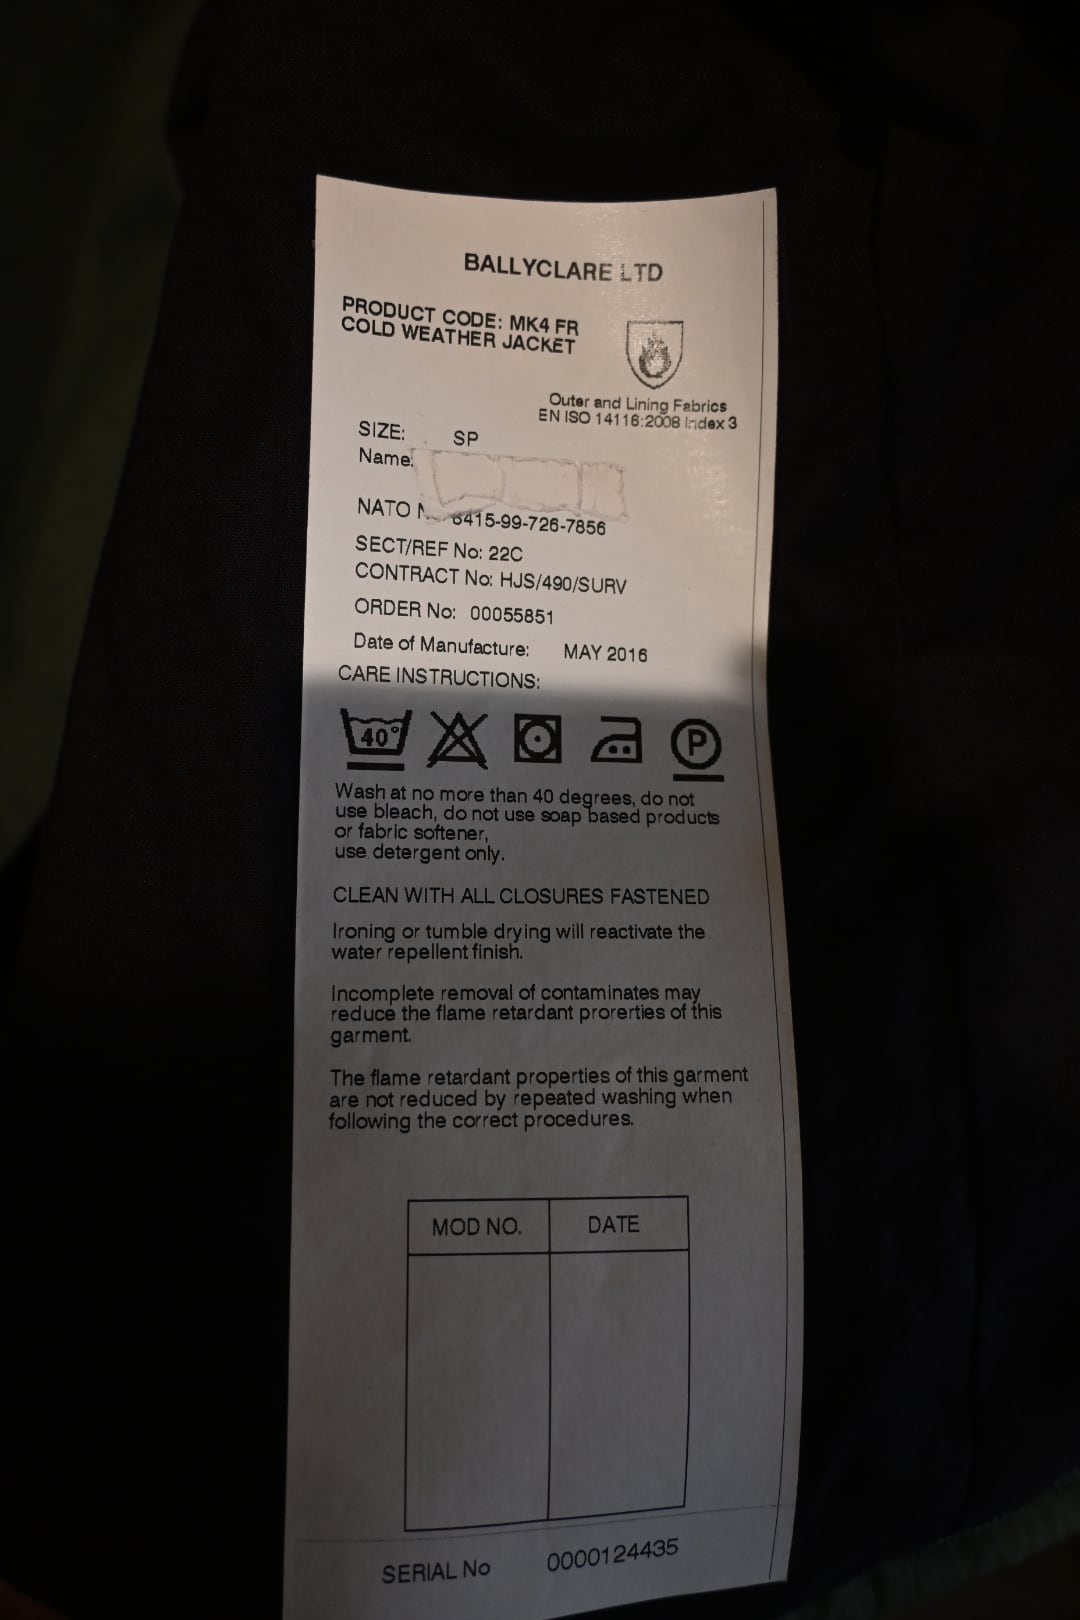 BALLYCLARE LTD
PRODUCT CODE: MK4 FR
COLD WEATHER JACKET
Outer and Lining Fabrics
EN ISO 14116:2008 Index 3
SIZE: SP
Name:
NATO 8415-99-726-7856
SECT/REF No: 22C
CONTRACT No: HJS/490/SURV
ORDER No: 00055851
Date of Manufacture: MAY 2016
CARE INSTRUCTIONS:
40°
P
Wash at no more than 40 degrees, do not
use bleach, do not use soap based products
or fabric softener,
use detergent only.
CLEAN WITH ALL CLOSURES FASTENED
Ironing or tumble drying will reactivate the
water repellent finish.
Incomplete removal of contaminates may
reduce the flame retardant prorerties of this
garment.
The flame retardant properties of this garment
are not reduced by repeated washing when
following the correct procedures.
MOD NO. DATE
SERIAL No 0000124435